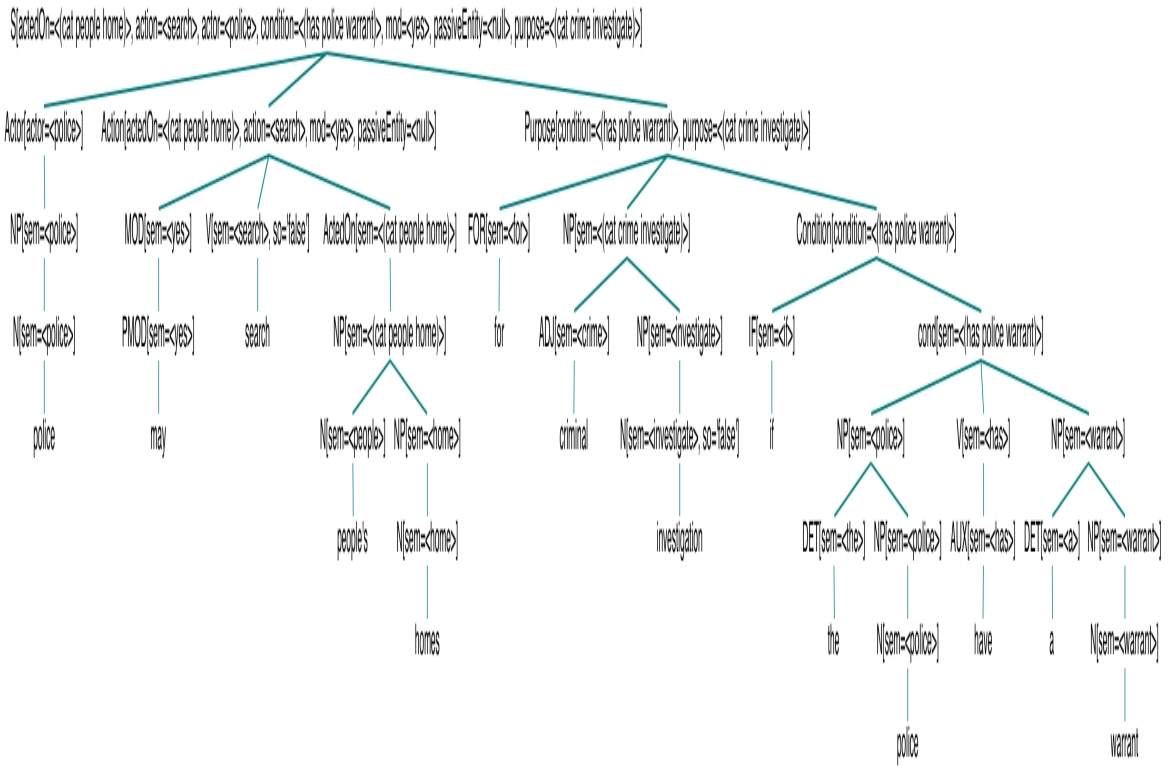 S[actedOn=<(cat people home)>, action=<search>, actor=<police>, condition=<(has police warrant)>, mod=<yes>, passiveEntity=<null>, purpose=<(cat crime investigate)>]
Actor[actor=<police>] Action[actedOn=<(cat people home)>, action=<search>, mod=<yes>, passiveEntity=<null>] Purpose[condition=<(has police warrant)>, purpose=<(cat crime investigate)>]
NP[sem=<police>] MOD[sem=<yes>] V[sem=<search>, so='false'] ActedOn[sem=<(cat people home)>] FOR[sem=<for>] NP[sem=<(cat crime investigate)>] Condition[condition=<(has police warrant)>]
N[sem=<police>] PMOD[sem=<yes>] search NP[sem=<(cat people home)>] for ADJ[sem=<crime>] NP[sem=<investigate>] IF[sem=<if>] cond[sem=<(has police warrant)>]
police may N[sem=<people>] NP[sem=<home>] criminal N[sem=<investigate>, so='false'] if NP[sem=<police>] V[sem=<has>] NP[sem=<warrant>]
people's N[sem=<home>] investigation DET[sem=<the>] NP[sem=<police>] AUX[sem=<has>] DET[sem=<a>] NP[sem=<warrant>]
homes the N[sem=<police>] have a N[sem=<warrant>]
police warrant